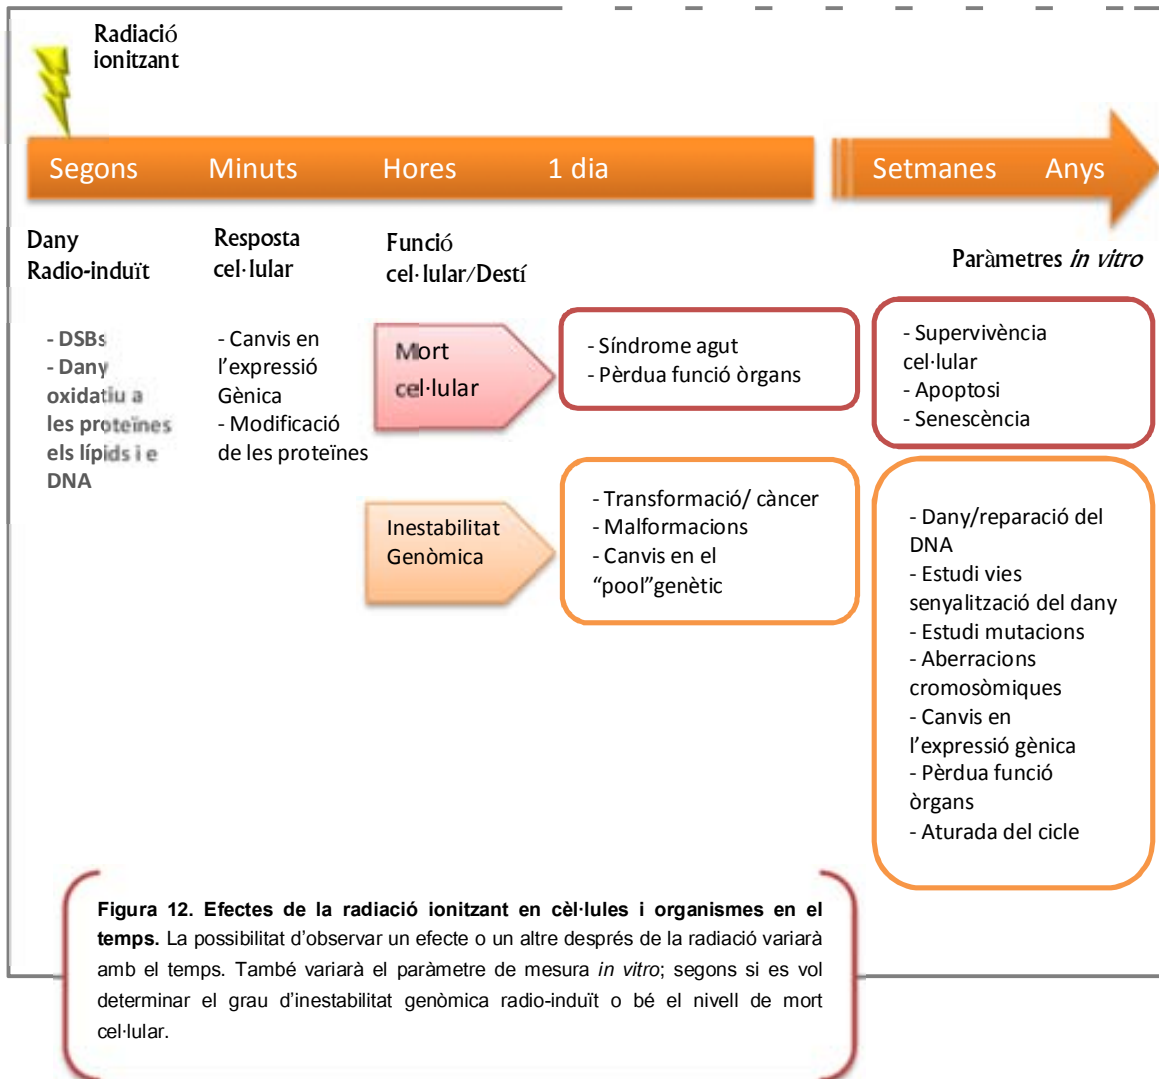 Radiació
ionitzant
Segons Minuts Hores 1 dia Setmanes Anys
Dany
Radio-induït
Resposta
cel·lular
Funció
cel·lular/Destí
Paràmetres in vitro
- DSBs
- Dany
oxidatiu a
les proteïnes
els lípids i e
DNA
- Canvis en
l'expressió
Gènica
- Modificació
de les proteïnes
Mort
cel·lular
- Síndrome agut
- Pèrdua funció òrgans
- Supervivència
cel·lular
- Apoptosi
- Senescència
Inestabilitat
Genòmica
- Transformació/ càncer
- Malformacions
- Canvis en el
"pool"genètic
- Dany/reparació del
DNA
- Estudi vies
senyalització del dany
- Estudi mutacions
- Aberracions
cromosòmiques
- Canvis en
l'expressió gènica
- Pèrdua funció
òrgans
- Aturada del cicle
Figura 12. Efectes de la radiació ionitzant en cèl·lules i organismes en el
temps. La possibilitat d'observar un efecte o un altre després de la radiació variarà
amb el temps. També variarà el paràmetre de mesura in vitro; segons si es vol
determinar el grau d'inestabilitat genòmica radio-induït o bé el nivell de mort
cel·lular.